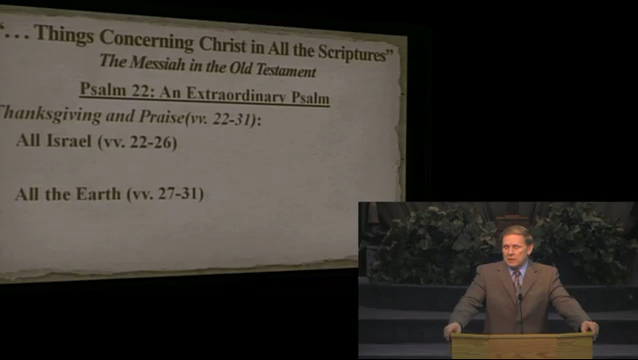 “. . . Things Concerning Christ in All the Scriptures”
The Messiah in the Old Testament
Psalm 22: An Extraordinary Psalm
Thanksgiving and Praise(vv. 22-31):
All Israel (vv. 22-26)
All the Earth (vv. 27-31)